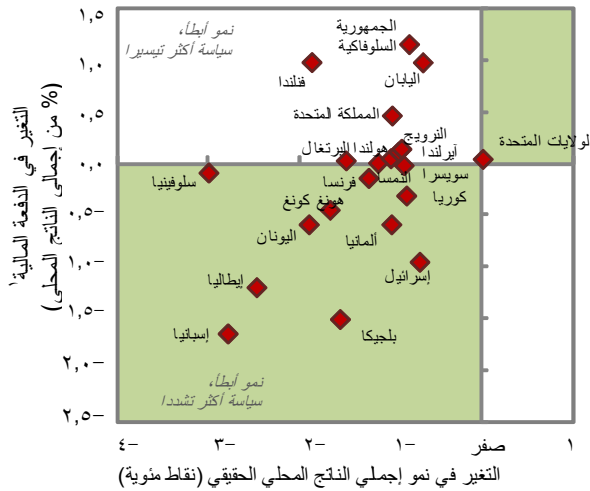 ١,٥
١,٠
٠,٥
٠,٠
٠,٥–
١,٠–
١,٥–
٢,٠–
٢,٥–
التغير في الدفعة المالية١
(% من إجمالي الناتج المحلي)
نمو أبطأ،
سياسة أكثر تيسيرا
الجمهورية
السلوفاكية
اليابان
فنلندا
المملكة المتحدة
النرويج
هولندا البرتغال
آيرلندا
لولايات المتحدة
سويسرا
النمسا
فرنسا
سلوفينيا
كوريا
هونغ كونغ
اليونان
ألمانيا
إسرائيل
إيطاليا
إسبانيا
بلجيكا
نمو أبطأ،
سياسة أكثر تشددا
٤– ٣– ٢– ١– صفر ١
التغير في نمو إجملي الناتج المحلي الحقيقي (نقاط مئوية)